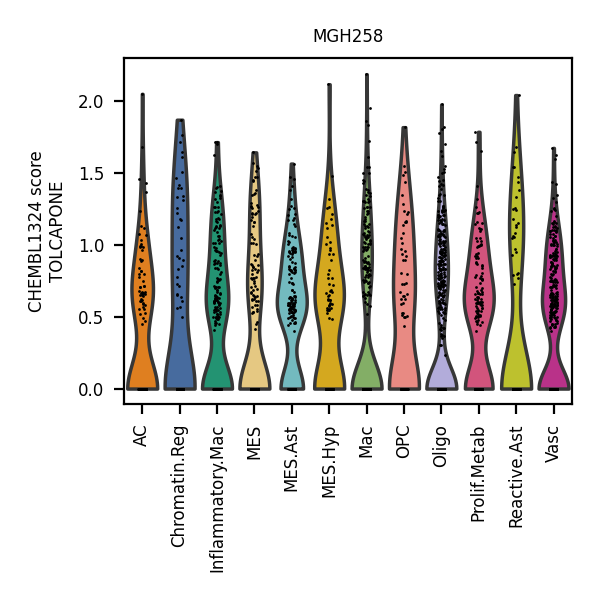 MGH258
CHEMBL1324 score
TOLCAPONE
2.0
1.5
1.0
0.5
0.0
AC
Chromatin.Reg
Inflammatory.Mac
MES
MES.Ast
MES.Hyp
Mac
OPC
Oligo
Prolif.Metab
Reactive.Ast
Vasc